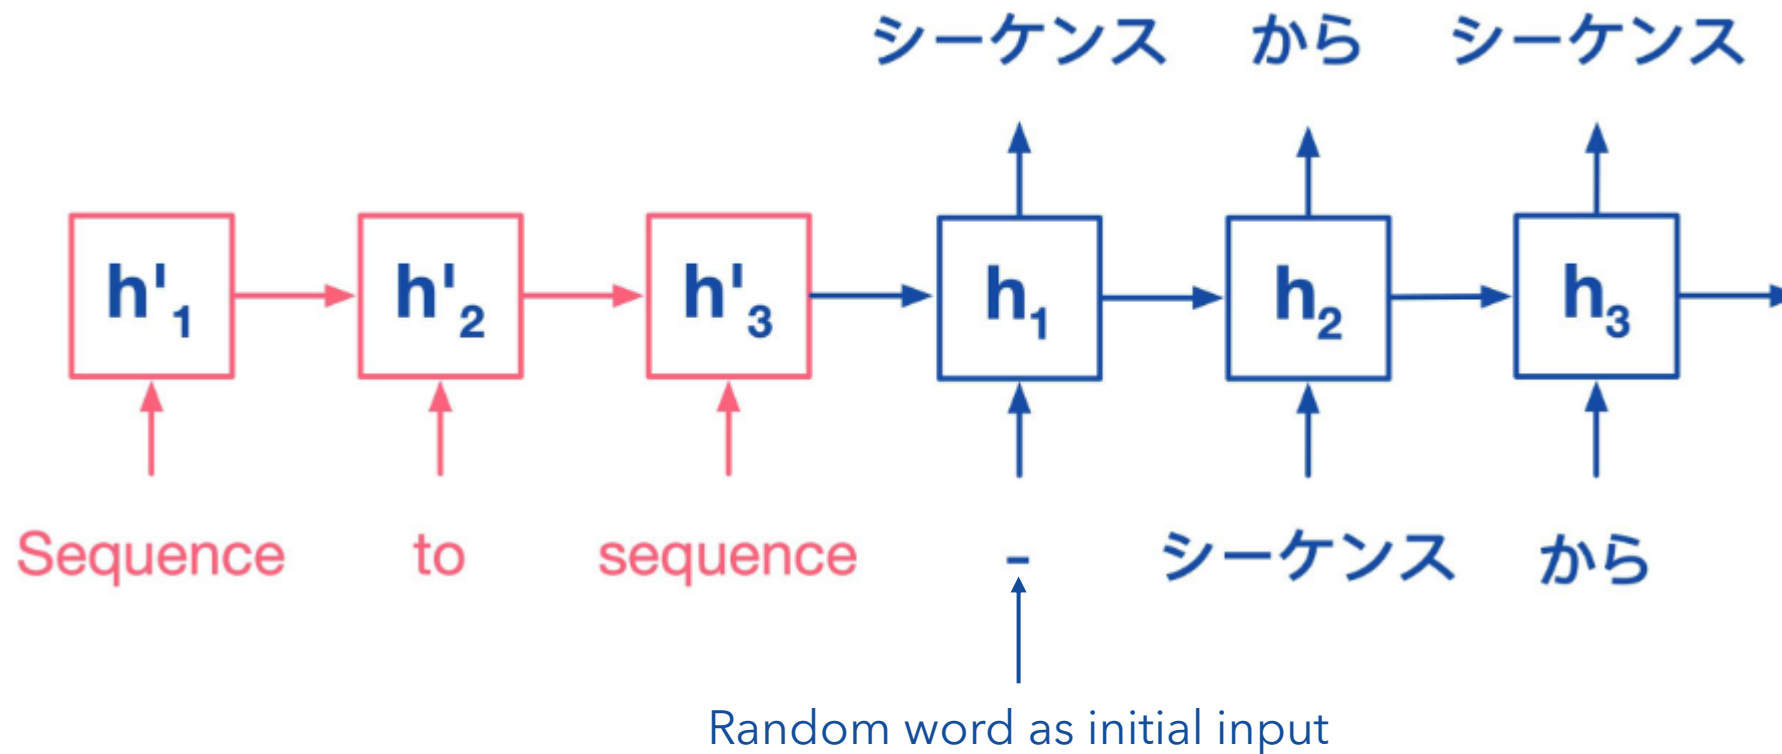 シーケンス から シーケンス
h'1 h'2 h'3 h1 h2 h3
Sequence to sequence - シーケンス から
Random word as initial input